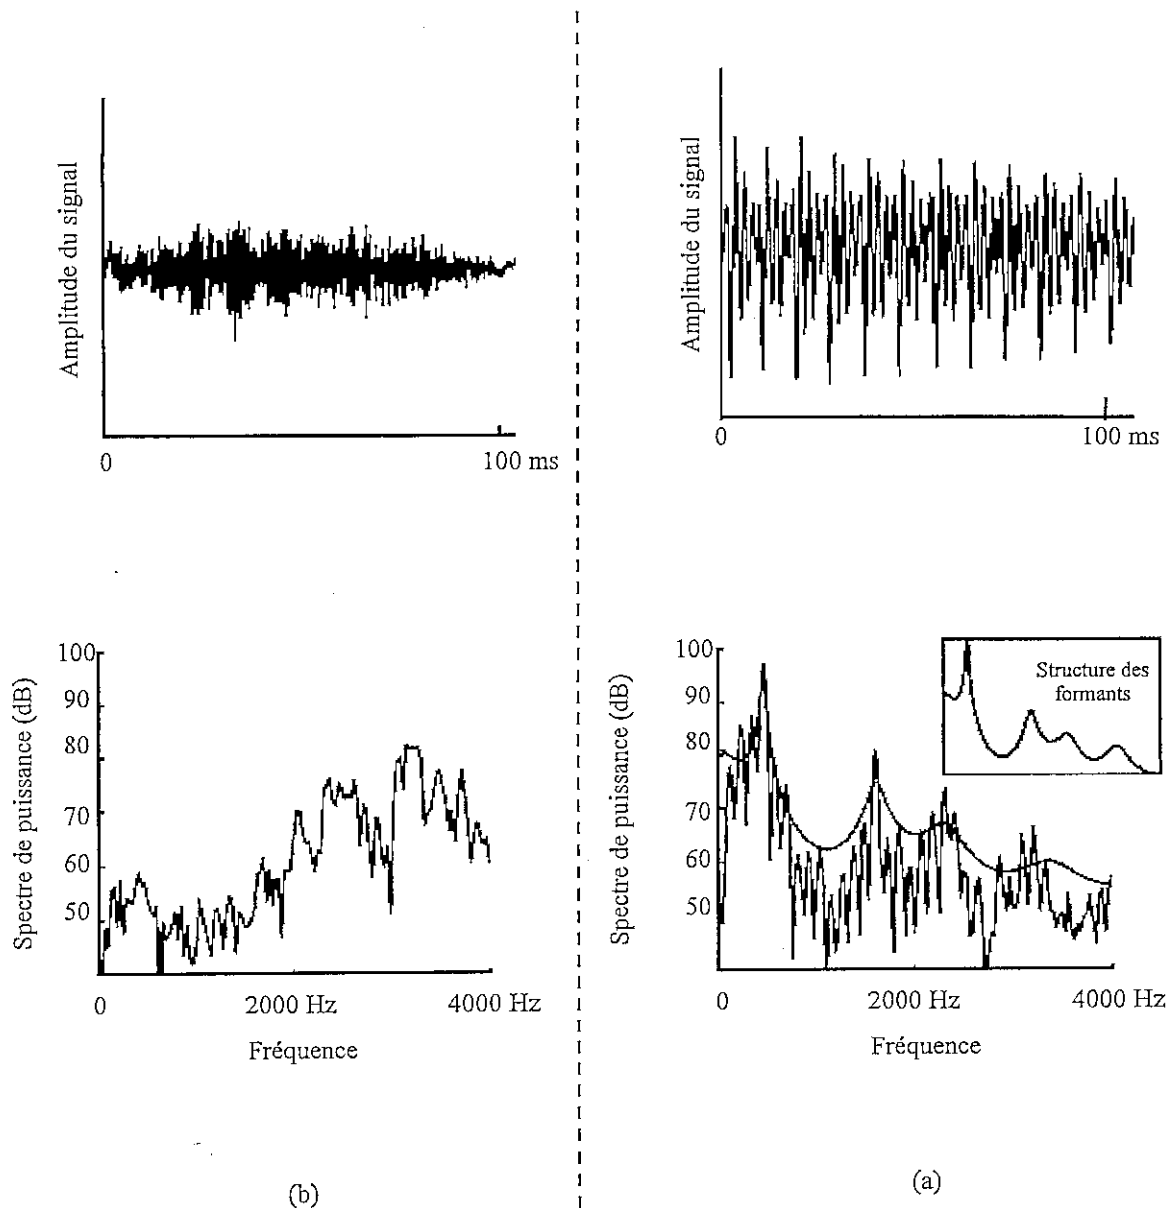 Amplitude du signal
0
100 ms
Spectre de puissance (dB)
100
90
80
70
60
50
0
2000 Hz
4000 Hz
Fréquence
(b)
Amplitude du signal
0
100 ms
Spectre de puissance (dB)
100
90
80
70
60
50
Structure des
formants
0
2000 Hz
4000 Hz
Fréquence
(a)